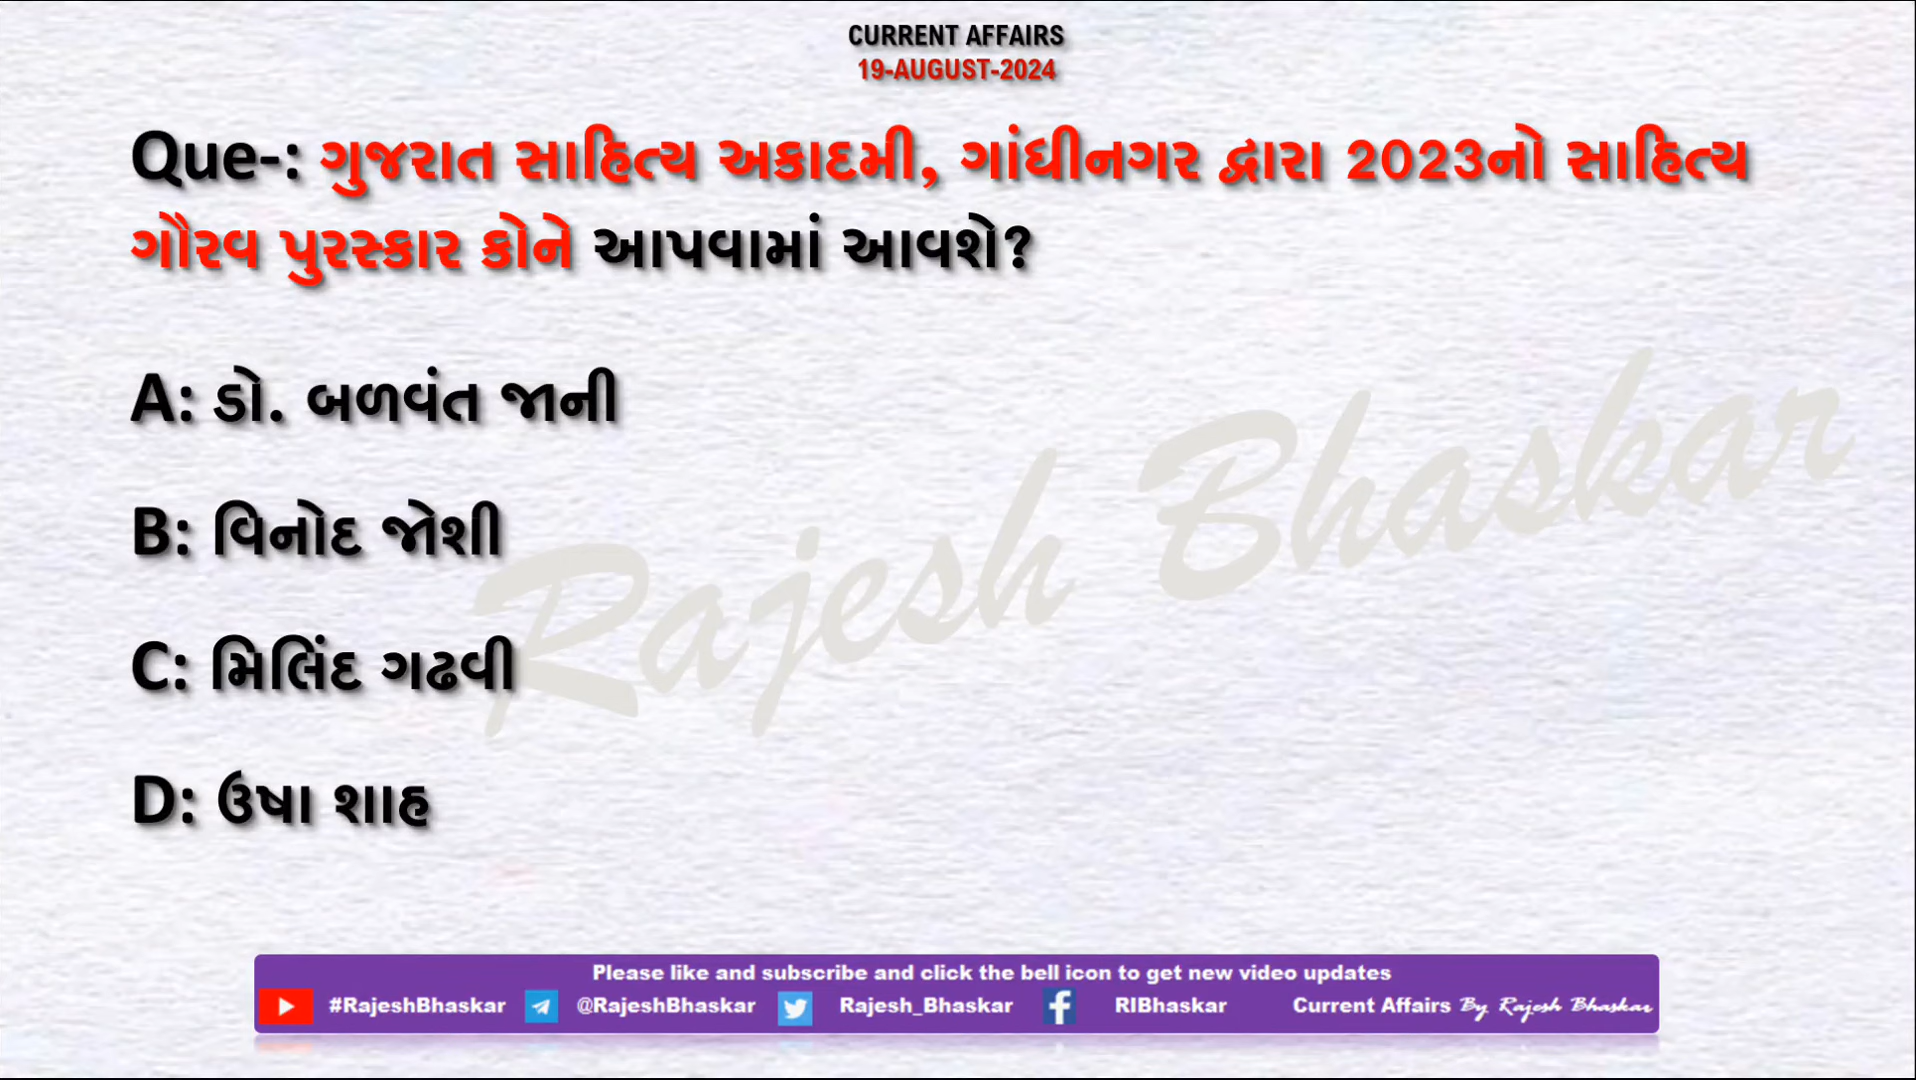 CURRENT AFFAIRS
19-AUGUST-2024
Que-: ગુજરાત સાહિત્ય અકાદમી, ગાંધીનગર દ્વારા 2023નો સાહિત્ય
ગૌરવ પુરસ્કાર કોને આપવામાં આવશે?
A: ડો. બળવંત જાની
B: વિનોદ જોશી
C: મિલિંદ ગઢવી
D: ઉષા શાહ
Rajesh Bhaskar
Please like and subscribe and click the bell icon to get new video updates
#RajeshBhaskar @RajeshBhaskar Rajesh_Bhaskar RIBhaskar Current Affairs By Rajesh Bhaskar